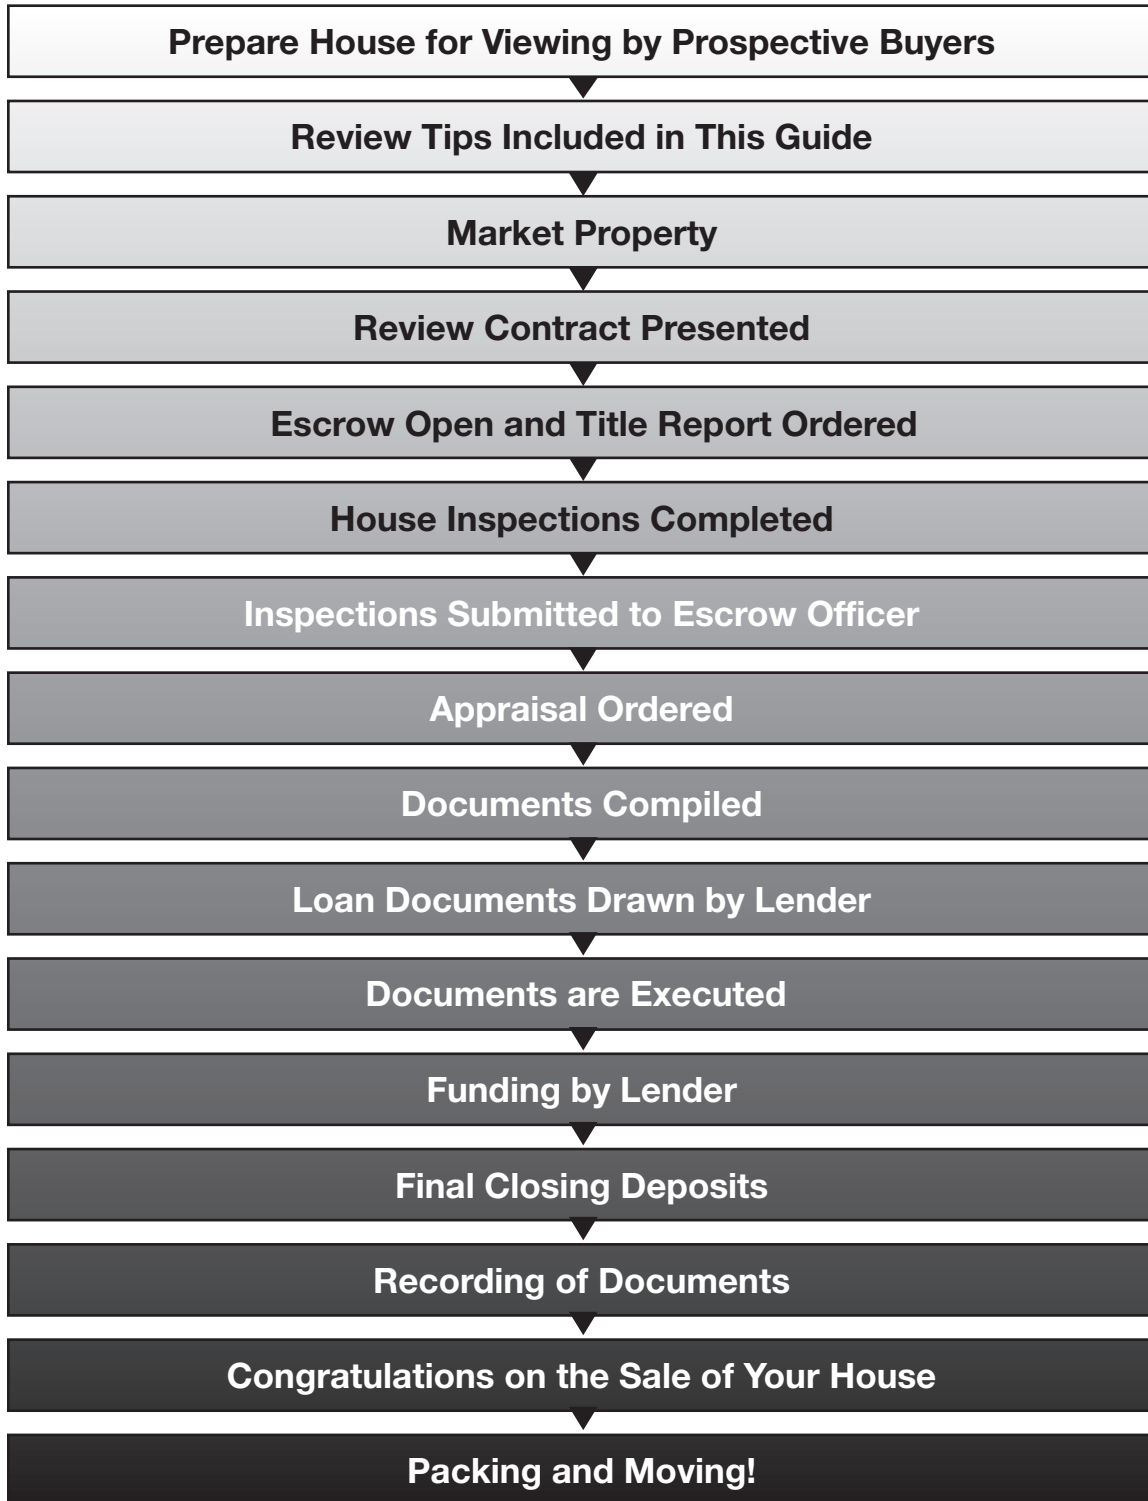 Prepare House for Viewing by Prospective Buyers
Review Tips Included in This Guide
Market Property
Review Contract Presented
Escrow Open and Title Report Ordered
House Inspections Completed
Inspections Submitted to Escrow Officer
Appraisal Ordered
Documents Compiled
Loan Documents Drawn by Lender
Documents are Executed
Funding by Lender
Final Closing Deposits
Recording of Documents
Congratulations on the Sale of Your House
Packing and Moving!